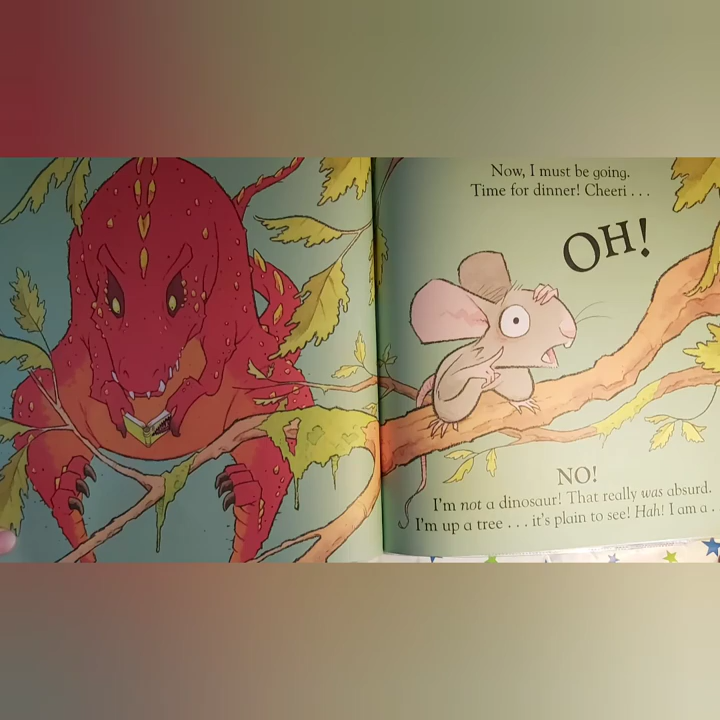 Now, I must be going.
Time for dinner! Cheeri . . .
OH!
NO!
I'm not a dinosaur! That really was absurd.
I'm up a tree . . . it's plain to see! Hah! I am a .